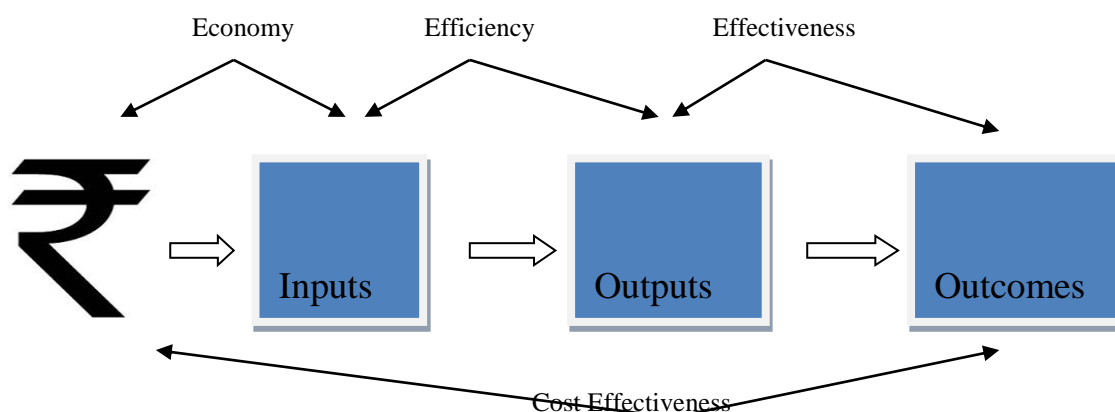 Economy Efficiency Effectiveness
₹
Inputs Outputs Outcomes
Cost Effectiveness